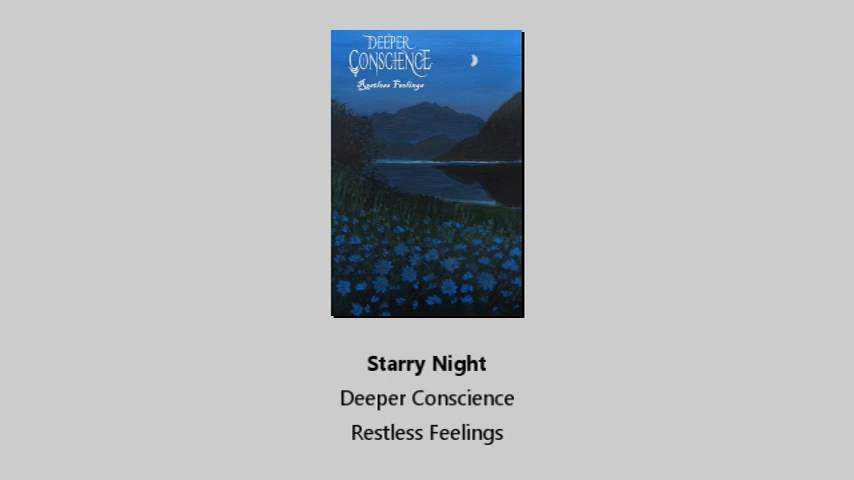 DEEPER
CONSCIENCE
Restless Feelings
Starry Night
Deeper Conscience
Restless Feelings